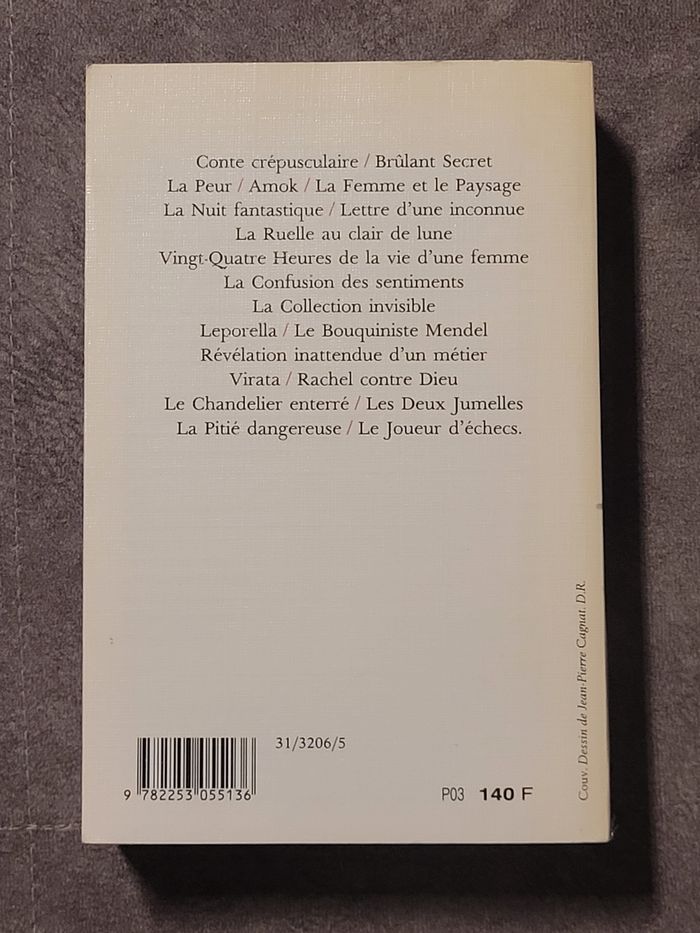 Conte crépusculaire / Brûlant Secret
La Peur / Amok / La Femme et le Paysage
La Nuit fantastique / Lettre d'une inconnue
La Ruelle au clair de lune
Vingt-Quatre Heures de la vie d'une femme
La Confusion des sentiments
La Collection invisible
Leporella / Le Bouquiniste Mendel
Révélation inattendue d'un métier
Virata / Rachel contre Dieu
Le Chandelier enterré / Les Deux Jumelles
La Pitié dangereuse / Le Joueur d'échecs.
31/3206/5
9 782253 055136
P03 140 F
Couv. Dessin de Jean-Pierre Cagnat. D.R.